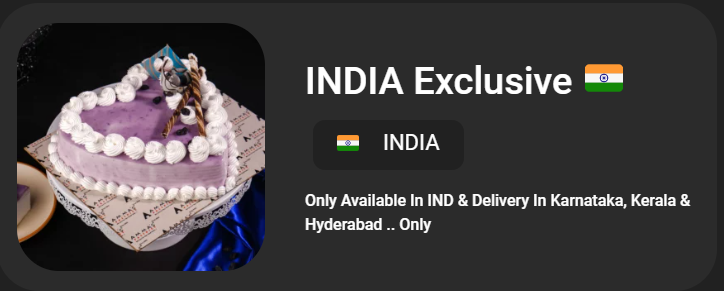 INDIA Exclusive 🇮🇳
🇮🇳 INDIA
Only Available In IND & Delivery In Karnataka, Kerala &
Hyderabad .. Only